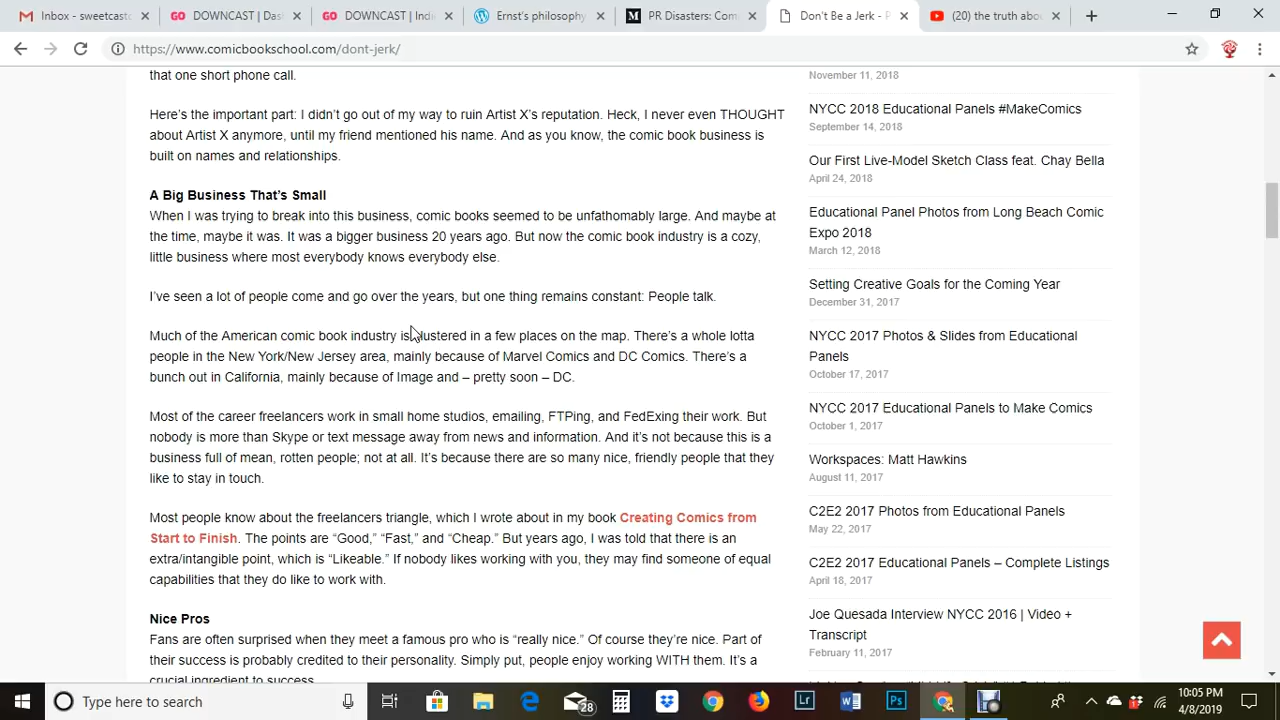 Inbox - sweetcast
DOWNCAST | Das
DOWNCAST | Indi
Ernst's philosophy
PR Disasters: Com
Don't Be a Jerk - P
(20) the truth abo
https://www.comicbookschool.com/dont-jerk/
that one short phone call.
Here's the important part: I didn't go out of my way to ruin Artist X's reputation. Heck, I never even THOUGHT
about Artist X anymore, until my friend mentioned his name. And as you know, the comic book business is
built on names and relationships.
A Big Business That's Small
When I was trying to break into this business, comic books seemed to be unfathomably large. And maybe at
the time, maybe it was. It was a bigger business 20 years ago. But now the comic book industry is a cozy,
little business where most everybody knows everybody else.
I've seen a lot of people come and go over the years, but one thing remains constant: People talk.
Much of the American comic book industry is clustered in a few places on the map. There's a whole lotta
people in the New York/New Jersey area, mainly because of Marvel Comics and DC Comics. There's a
bunch out in California, mainly because of Image and – pretty soon – DC.
Most of the career freelancers work in small home studios, emailing, FTPing, and FedExing their work. But
nobody is more than Skype or text message away from news and information. And it's not because this is a
business full of mean, rotten people; not at all. It's because there are so many nice, friendly people that they
like to stay in touch.
Most people know about the freelancers triangle, which I wrote about in my book Creating Comics from
Start to Finish. The points are “Good,” “Fast,” and “Cheap.” But years ago, I was told that there is an
extra/intangible point, which is “Likeable.” If nobody likes working with you, they may find someone of equal
capabilities that they do like to work with.
Nice Pros
Fans are often surprised when they meet a famous pro who is “really nice.” Of course they're nice. Part of
their success is probably credited to their personality. Simply put, people enjoy working WITH them. It's a
crucial ingredient to success.
November 11, 2018
NYCC 2018 Educational Panels #MakeComics
September 14, 2018
Our First Live-Model Sketch Class feat. Chay Bella
April 24, 2018
Educational Panel Photos from Long Beach Comic
Expo 2018
March 12, 2018
Setting Creative Goals for the Coming Year
December 31, 2017
NYCC 2017 Photos & Slides from Educational
Panels
October 17, 2017
NYCC 2017 Educational Panels to Make Comics
October 1, 2017
Workspaces: Matt Hawkins
August 11, 2017
C2E2 2017 Photos from Educational Panels
May 22, 2017
C2E2 2017 Educational Panels – Complete Listings
April 18, 2017
Joe Quesada Interview NYCC 2016 | Video +
Transcript
February 11, 2017
Type here to search
28
Lr
Ps
10:05 PM
4/8/2019